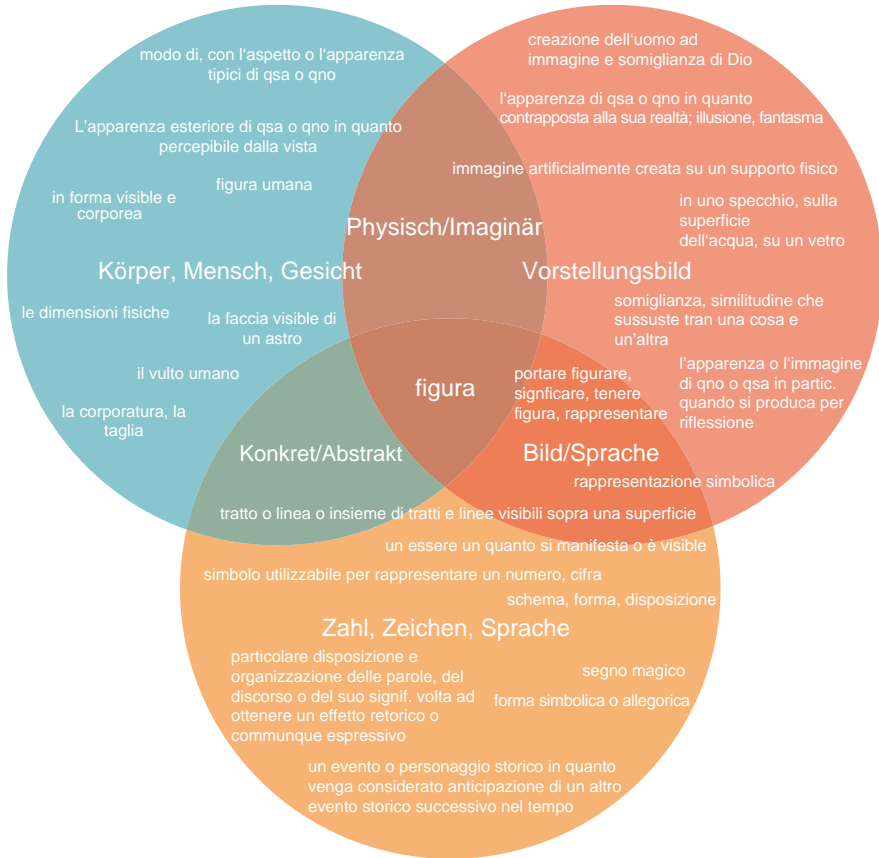 modo di, con l'aspetto o l'apparenza
tipici di qsa o qno
creazione dell'uomo ad
immagine e somiglianza di Dio
l'apparenza di qsa o qno in quanto
contrapposta alla sua realtà; illusione, fantasma
L'apparenza esteriore di qsa o qno in quanto
percepibile dalla vista
immagine artificialmente creata su un supporto fisico
figura umana
in forma visible e
corporea
in uno specchio, sulla
superficie
dell'acqua, su un vetro
Physisch/Imaginär
Körper, Mensch, Gesicht
Vorstellungsbild
le dimensioni fisiche
la faccia visible di
un astro
somiglianza, similitudine che
sussuste tran una cosa e
un'altra
il vulto umano
la corporatura, la
taglia
figura
portare figurare,
signficare, tenere
figura, rappresentare
l'apparenza o l'immagine
di qno o qsa in partic.
quando si produca per
riflessione
Konkret/Abstrakt
Bild/Sprache
rappresentazione simbolica
tratto o linea o insieme di tratti e linee visibili sopra una superficie
un essere un quanto si manifesta o è visible
simbolo utilizzabile per rappresentare un numero, cifra
schema, forma, disposizione
Zahl, Zeichen, Sprache
particolare disposizione e
organizzazione delle parole, del
discorso o del suo signif. volta ad
ottenere un effetto retorico o
communque espressivo
segno magico
forma simbolica o allegorica
un evento o personaggio storico in quanto
venga considerato anticipazione di un altro
evento storico successivo nel tempo